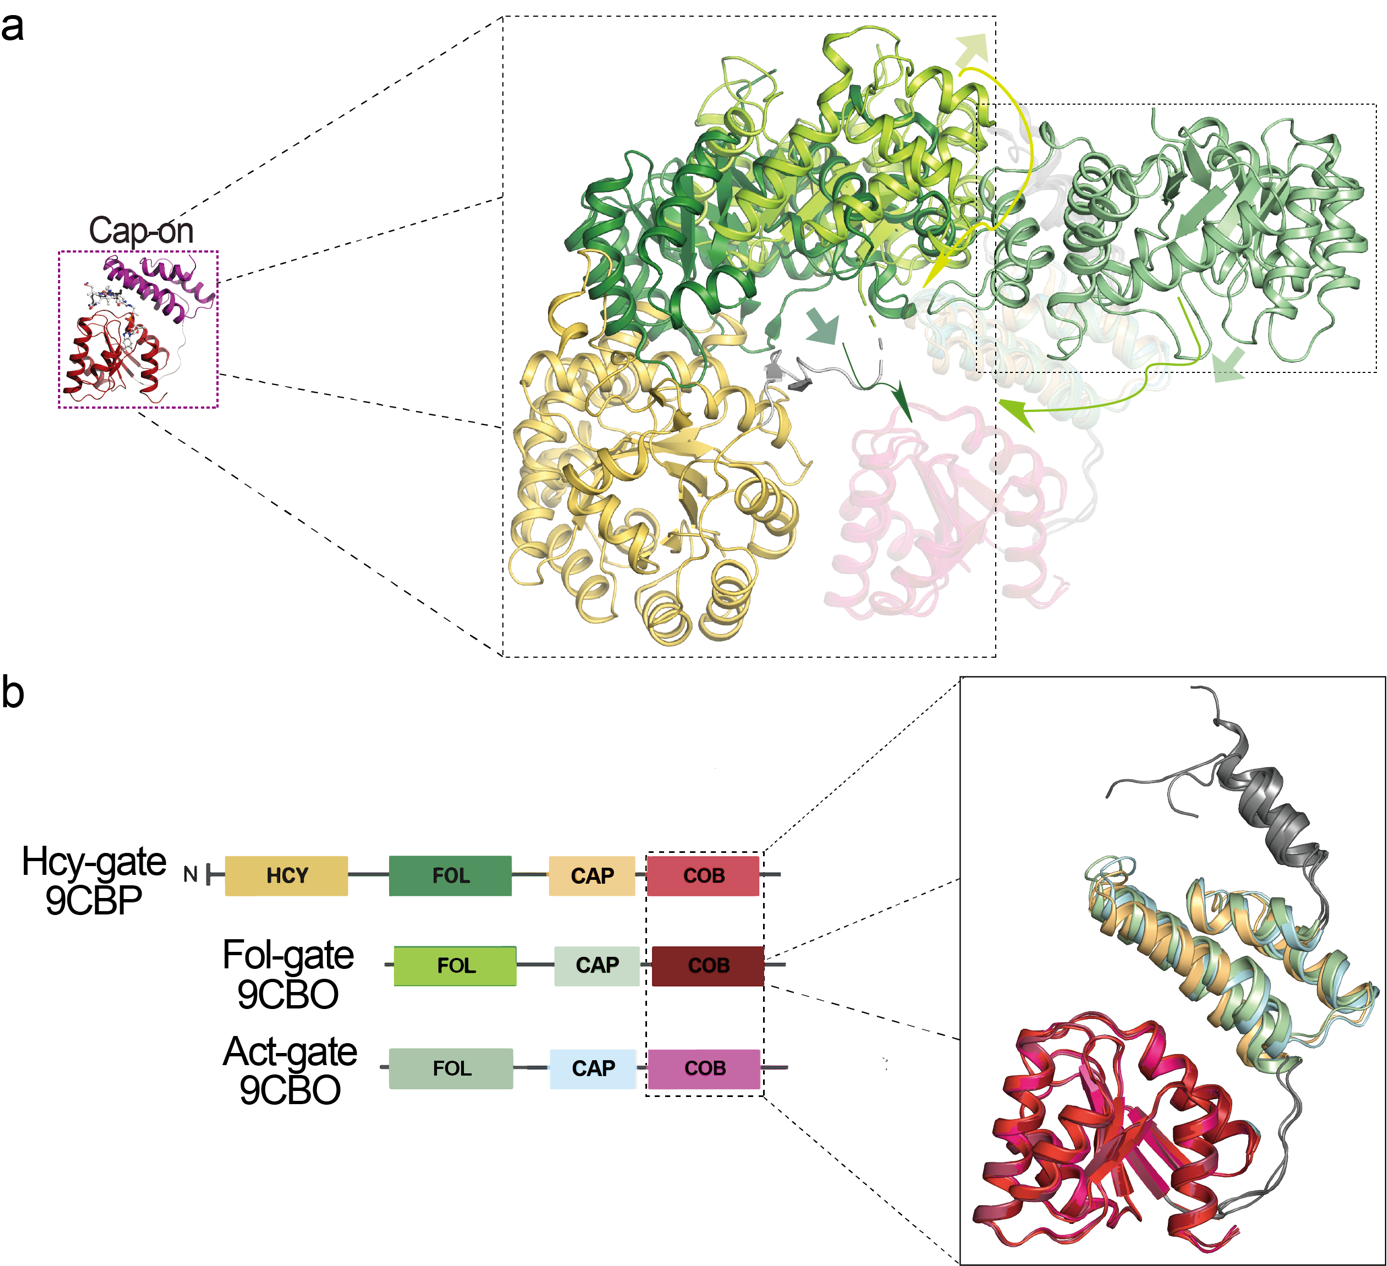 a
Cap-on
b
Hcy-gate
9CBP
N
HCY
FOL
CAP
COB
Fol-gate
9CBO
FOL
CAP
COB
Act-gate
9CBO
FOL
CAP
COB